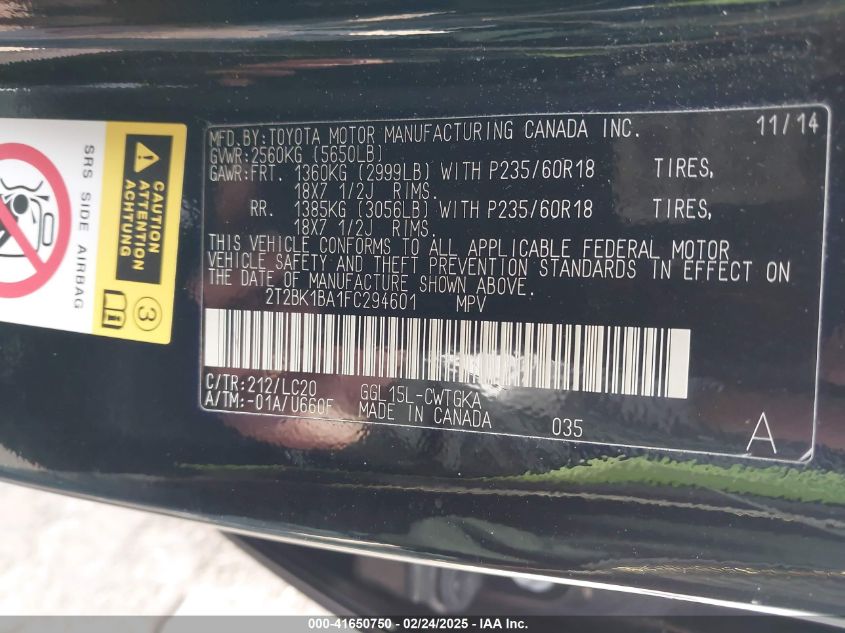 MFD.BY:TOYOTA MOTOR MANUFACTURING CANADA INC. 11/14
GVWR:2560KG (5650LB)
GAWR:FRT. 1360KG (2999LB) WITH P235/60R18 TIRES,
18X7 1/2J RIMS.
RR. 1385KG (3056LB) WITH P235/60R18 TIRES,
18X7 1/2J RIMS.
THIS VEHICLE CONFORMS TO ALL APPLICABLE FEDERAL MOTOR
VEHICLE SAFETY AND THEFT PREVENTION STANDARDS IN EFFECT ON
THE DATE OF MANUFACTURE SHOWN ABOVE.
2T2BK1BA1FC294601 MPV
C/TR:212/LC20 GGL15L-CWTGKA
A/TM:-01A/U660F MADE IN CANADA 035
A
SRS SIDE AIRBAG
CAUTION
ATTENTION
ACHTUNG
3
000-41650750 — 02/24/2025 — IAA, Inc.